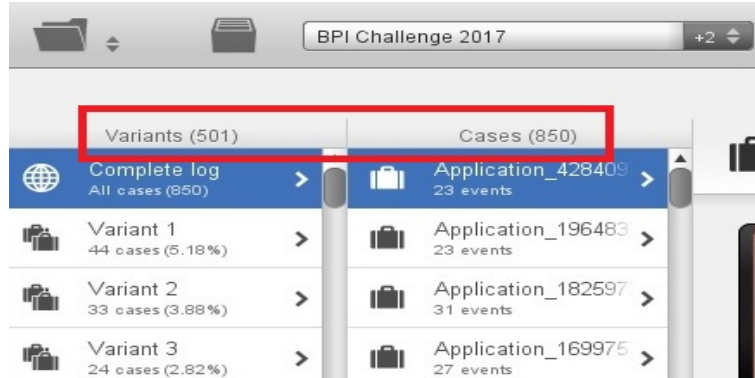 BPI Challenge 2017
+2
Variants (501)
Cases (850)
Complete log
All cases (850)
Application_428409
23 events
Variant 1
44 cases (5.18%)
Application_196483
23 events
Variant 2
33 cases (3.88%)
Application_182597
31 events
Variant 3
24 cases (2.82%)
Application_169975
27 events